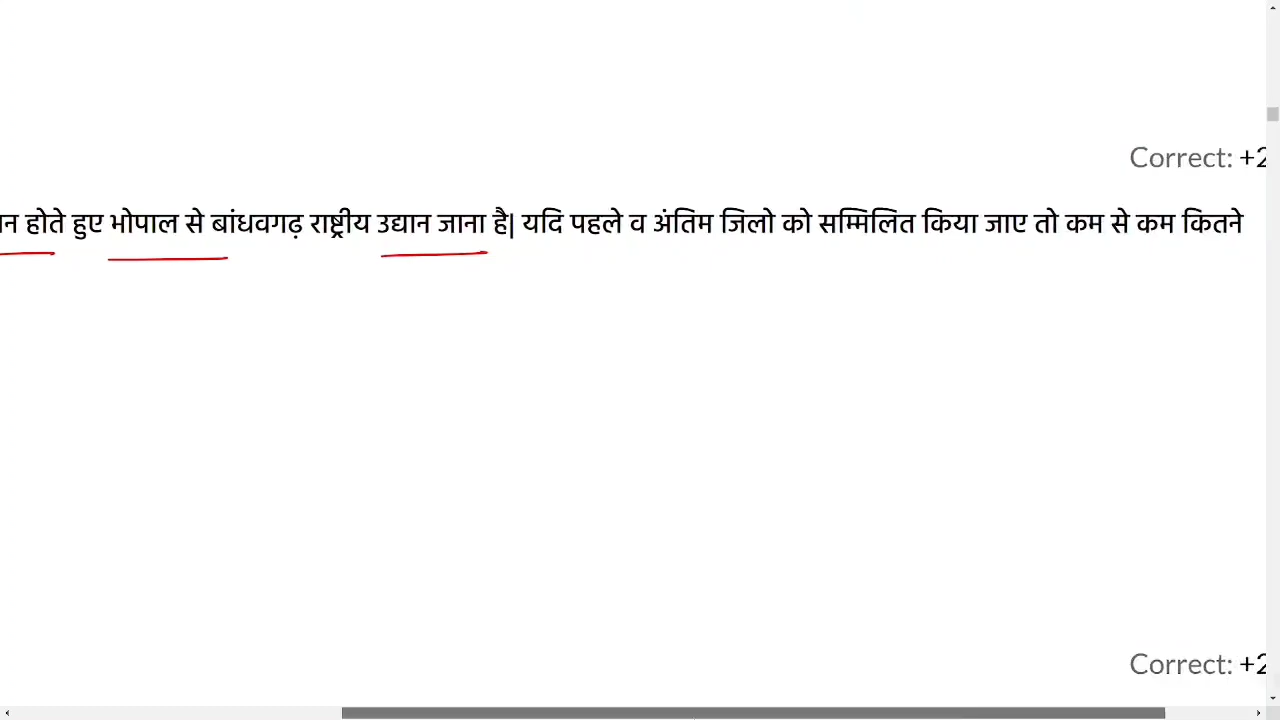 Correct: +2
न होते हुए भोपाल से बांधवगढ़ राष्ट्रीय उद्यान जाना है| यदि पहले व अंतिम जिलो को सम्मिलित किया जाए तो कम से कम कितने
Correct: +2